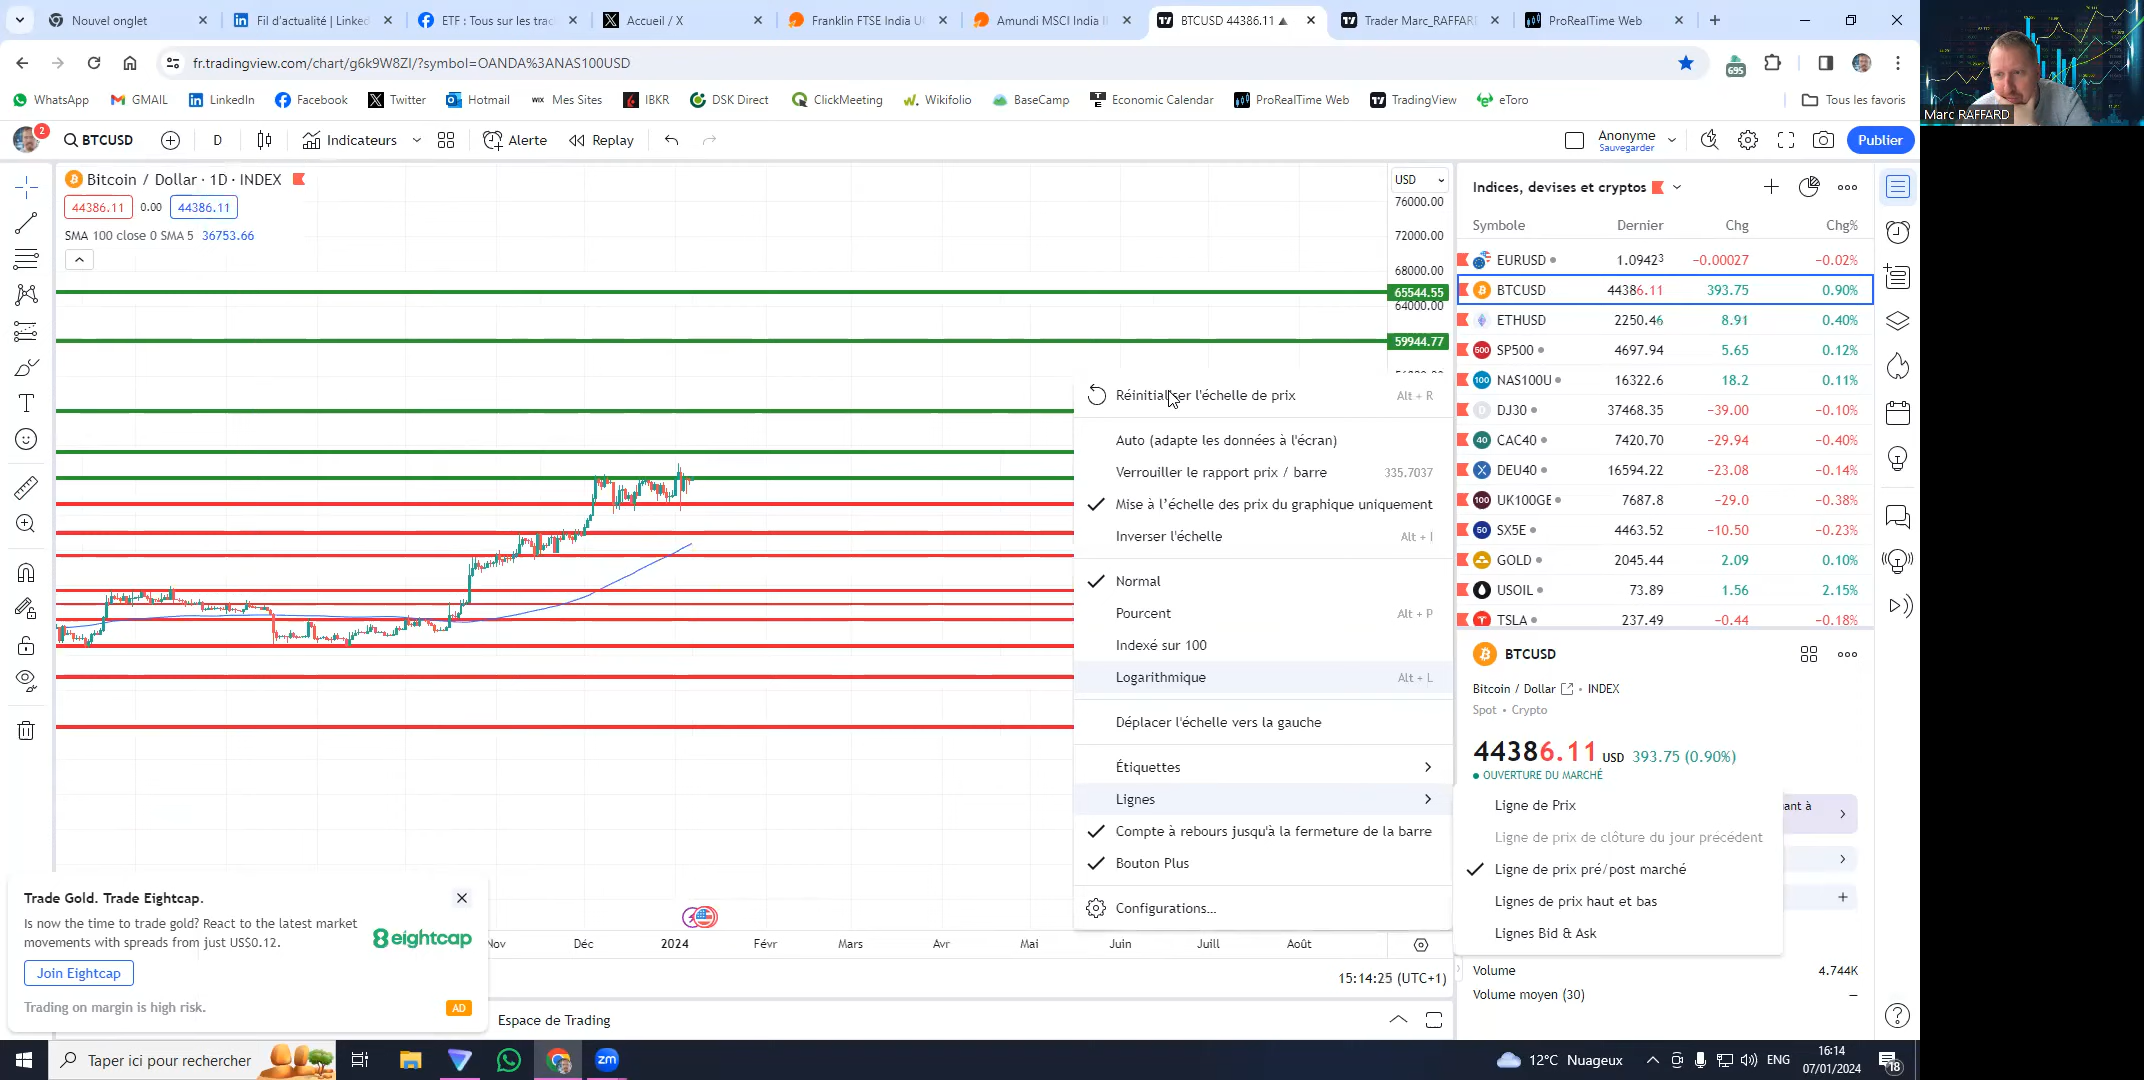 Nouvel onglet
Fil d'actualité | Linked
ETF : Tous sur les trac
Accueil / X
Franklin FTSE India U
Amundi MSCI India I
BTCUSD 44386.11 ▲
Trader Marc_RAFFAR
ProRealTime Web
fr.tradingview.com/chart/g6k9W8ZI/?symbol=OANDA%3ANAS100USD
695
WhatsApp
GMAIL
LinkedIn
Facebook
Twitter
Hotmail
WIX Mes Sites
IBKR
DSK Direct
ClickMeeting
Wikifolio
BaseCamp
Economic Calendar
ProRealTime Web
TradingView
eToro
Tous les favoris
Marc RAFFARD
2
BTCUSD
D
Indicateurs
Alerte
Replay
Anonyme
Sauvegarder
Publier
Bitcoin / Dollar · 1D · INDEX
44386.11 0.00 44386.11
SMA 100 close 0 SMA 5 36753.66
USD
76000.00
72000.00
68000.00
65544.55
64000.00
59944.77
Réinitialiser l'échelle de prix Alt + R
Auto (adapte les données à l'écran)
Verrouiller le rapport prix / barre 335.7037
Mise à l'échelle des prix du graphique uniquement
Inverser l'échelle Alt + I
Normal
Pourcent Alt + P
Indexé sur 100
Logarithmique Alt + L
Déplacer l'échelle vers la gauche
Étiquettes
Lignes
Compte à rebours jusqu'à la fermeture de la barre
Bouton Plus
Configurations...
Ligne de Prix
Ligne de prix de clôture du jour précédent
Ligne de prix pré/post marché
Lignes de prix haut et bas
Lignes Bid & Ask
Indices, devises et cryptos
Symbole Dernier Chg Chg%
EURUSD 1.09423 −0.00027 −0.02%
BTCUSD 44386.11 393.75 0.90%
ETHUSD 2250.46 8.91 0.40%
500 SP500 4697.94 5.65 0.12%
100 NAS100U 16322.6 18.2 0.11%
DJ30 37468.35 −39.00 −0.10%
40 CAC40 7420.70 −29.94 −0.40%
DEU40 16594.22 −23.08 −0.14%
100 UK100GE 7687.8 −29.0 −0.38%
50 SX5E 4463.52 −10.50 −0.23%
GOLD 2045.44 2.09 0.10%
USOIL 73.89 1.56 2.15%
TSLA 237.49 −0.44 −0.18%
BTCUSD
Bitcoin / Dollar • INDEX
Spot • Crypto
44386.11 USD 393.75 (0.90%)
OUVERTURE DU MARCHÉ
Volume 4.744K
Volume moyen (30) —
Trade Gold. Trade Eightcap.
Is now the time to trade gold? React to the latest market
movements with spreads from just US$0.12.
eightcap
Join Eightcap
Trading on margin is high risk.
AD
Nov Déc 2024 Févr Mars Avr Mai Juin Juill Août
15:14:25 (UTC+1)
Espace de Trading
Taper ici pour rechercher
zm
12°C Nuageux
ENG
16:14
07/01/2024
18